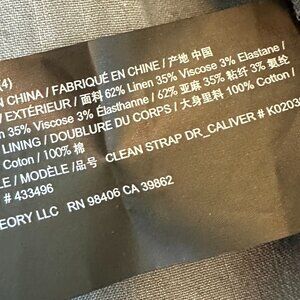 (4)
N CHINA / FABRIQUÉ EN CHINE / 产地 中国
/ EXTÉRIEUR / 面料 62% Linen 35% Viscose 3% Elastane /
n 35% Viscose 3% Élasthanne / 62% 亚麻 35% 粘纤 3% 氨纶
LINING / DOUBLURE DU CORPS / 大身里料 100% Cotton /
Coton / 100% 棉
LE / MODÈLE / 品号 CLEAN STRAP DR_CALIVER # K0203
# 433496
EORY LLC RN 98406 CA 39862